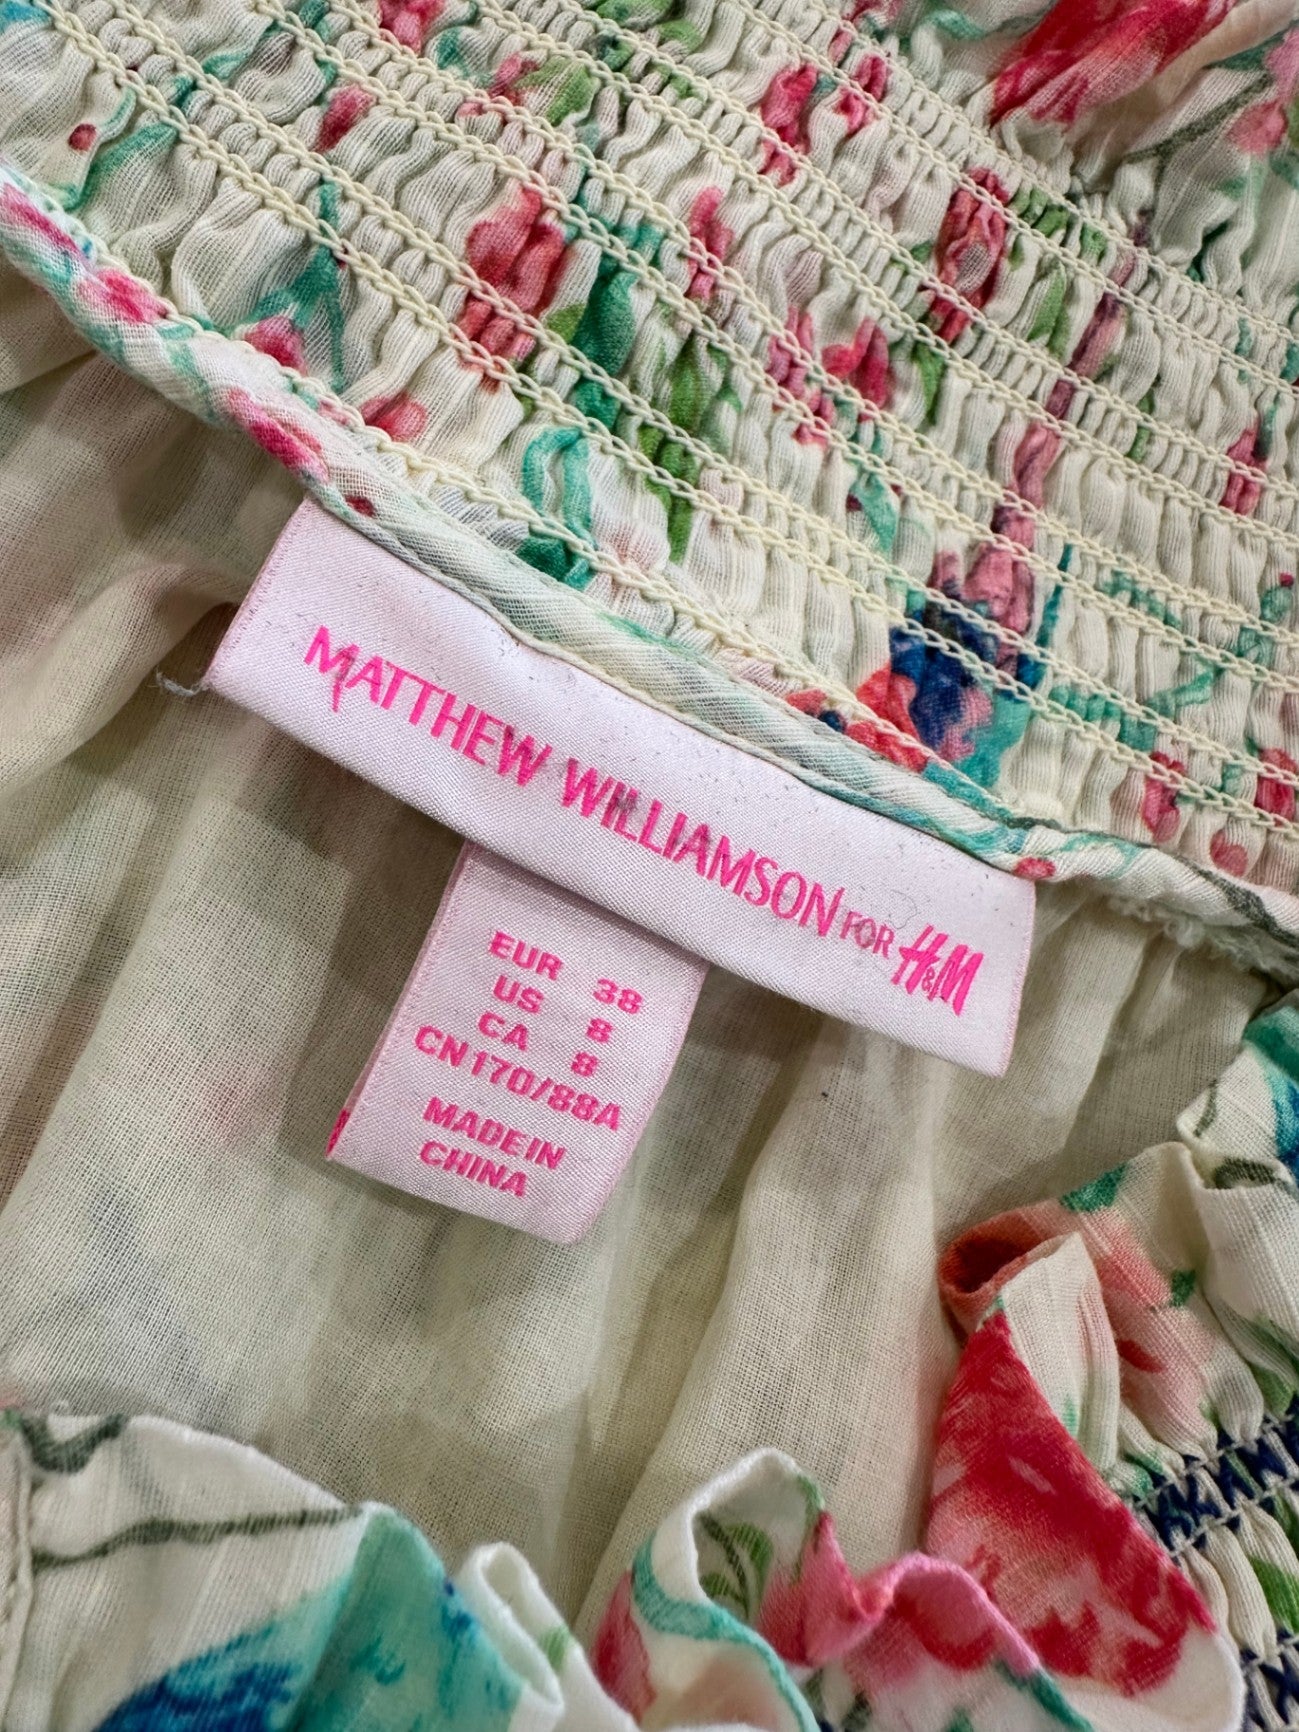 MATTHEW WILLIAMSON FOR H&M
EUR 38
US 8
CA 8
CN 170/88A
MADE IN
CHINA